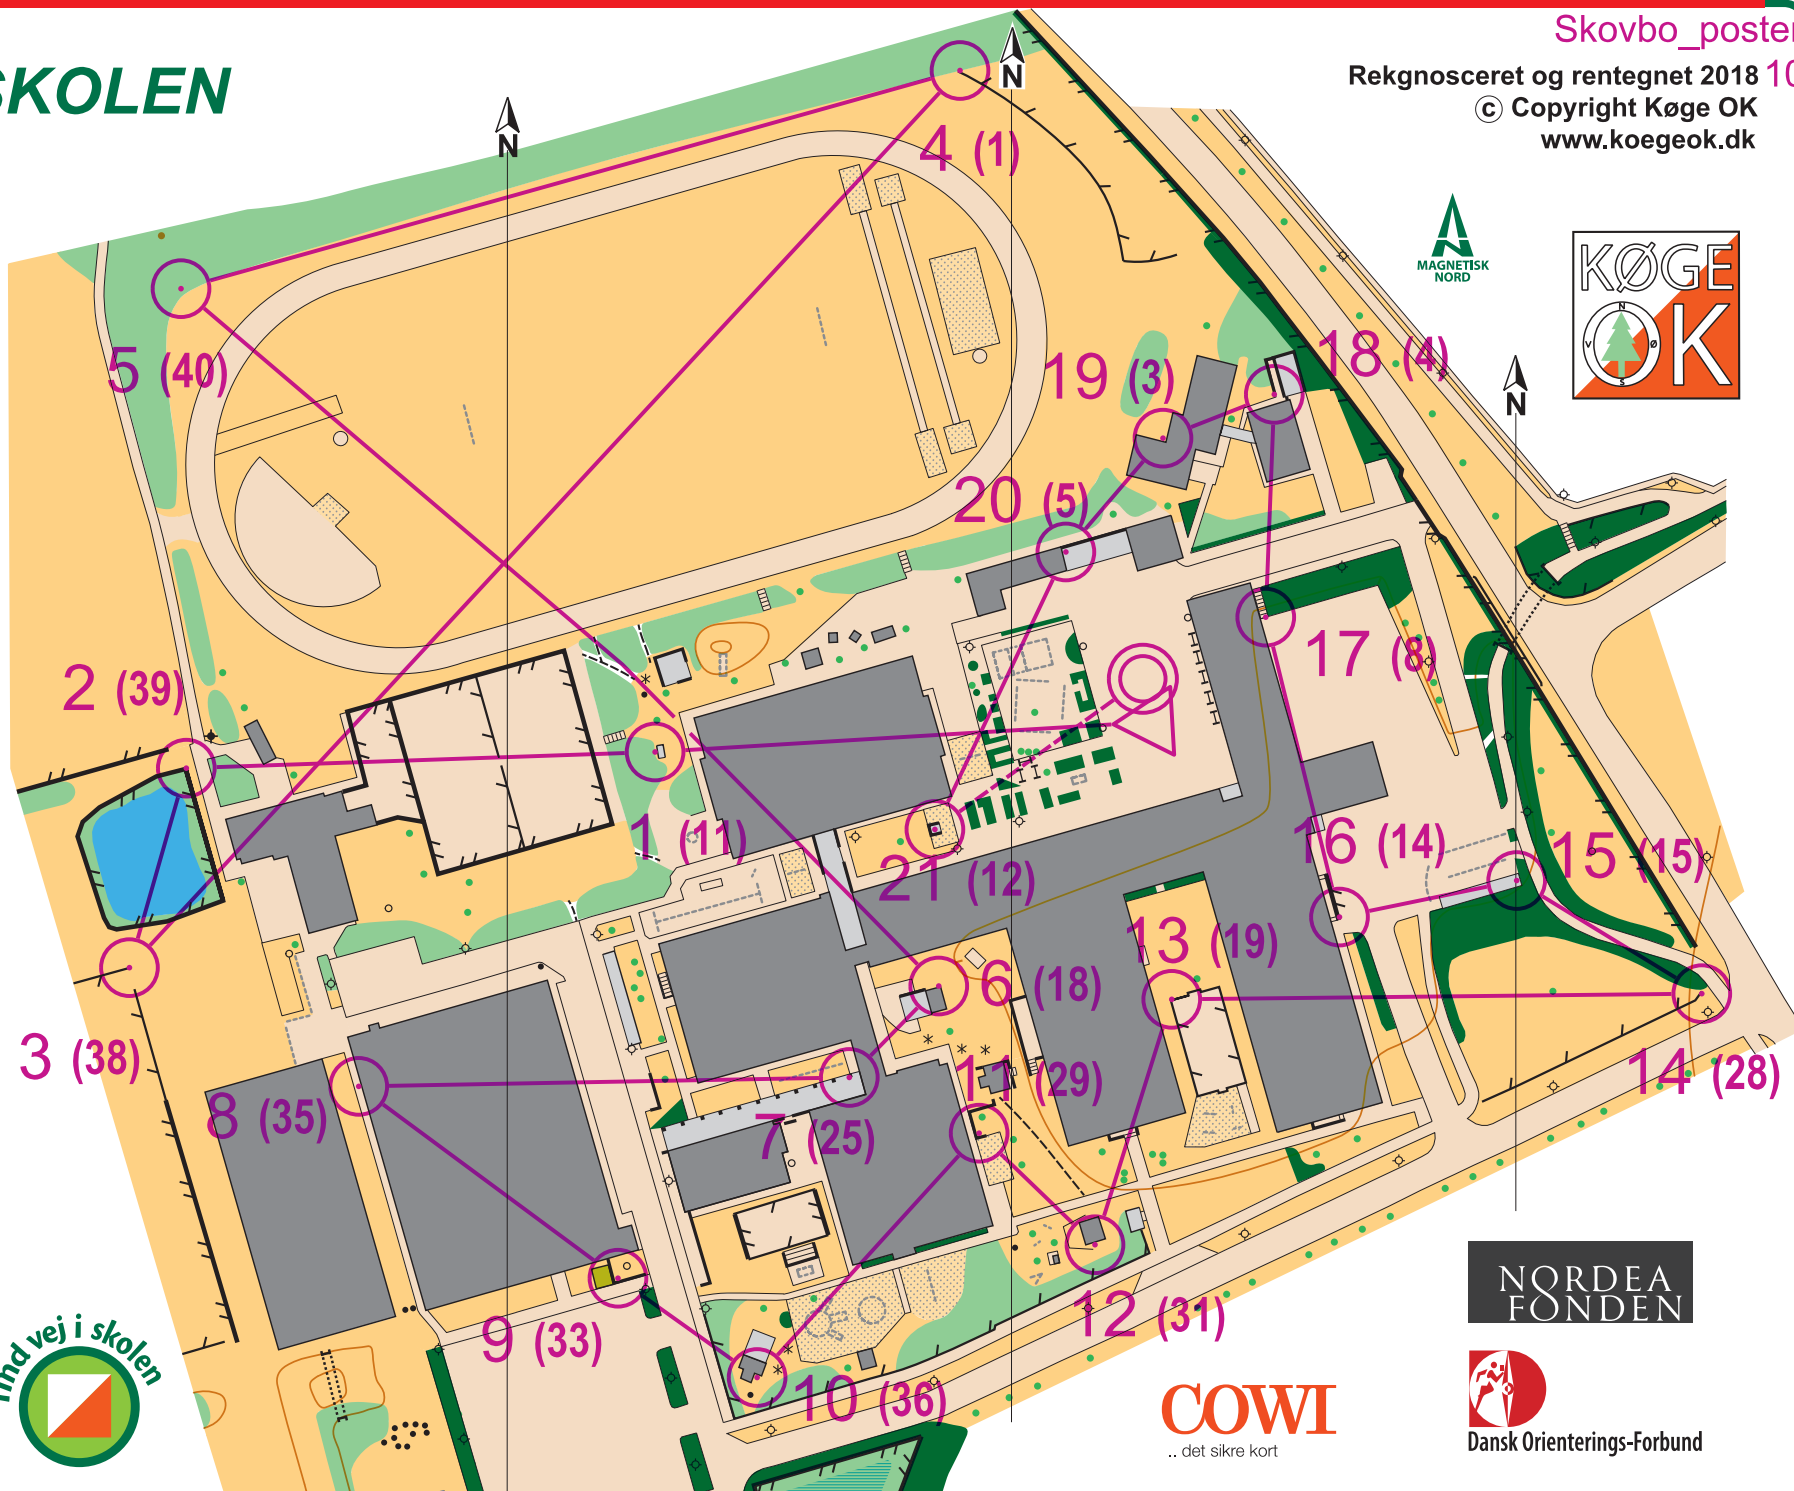 SKOLEN
Skovbo_poster
Rekgnosceret og rentegnet 2018 10
© Copyright Køge OK
www.koegeok.dk
N
N
4 (1)
MAGNETISK
NORD
KØGE
OK
N
V Ø
S
5 (40)
19 (3)
18 (4)
N
20 (5)
2 (39)
17 (8)
1 (11)
21 (12)
16 (14)
15 (15)
13 (19)
6 (18)
3 (38)
8 (35)
7 (25)
11 (29)
14 (28)
9 (33)
12 (31)
10 (36)
find vej i skolen
NORDEA
FONDEN
COWI
.. det sikre kort
Dansk Orienterings-Forbund